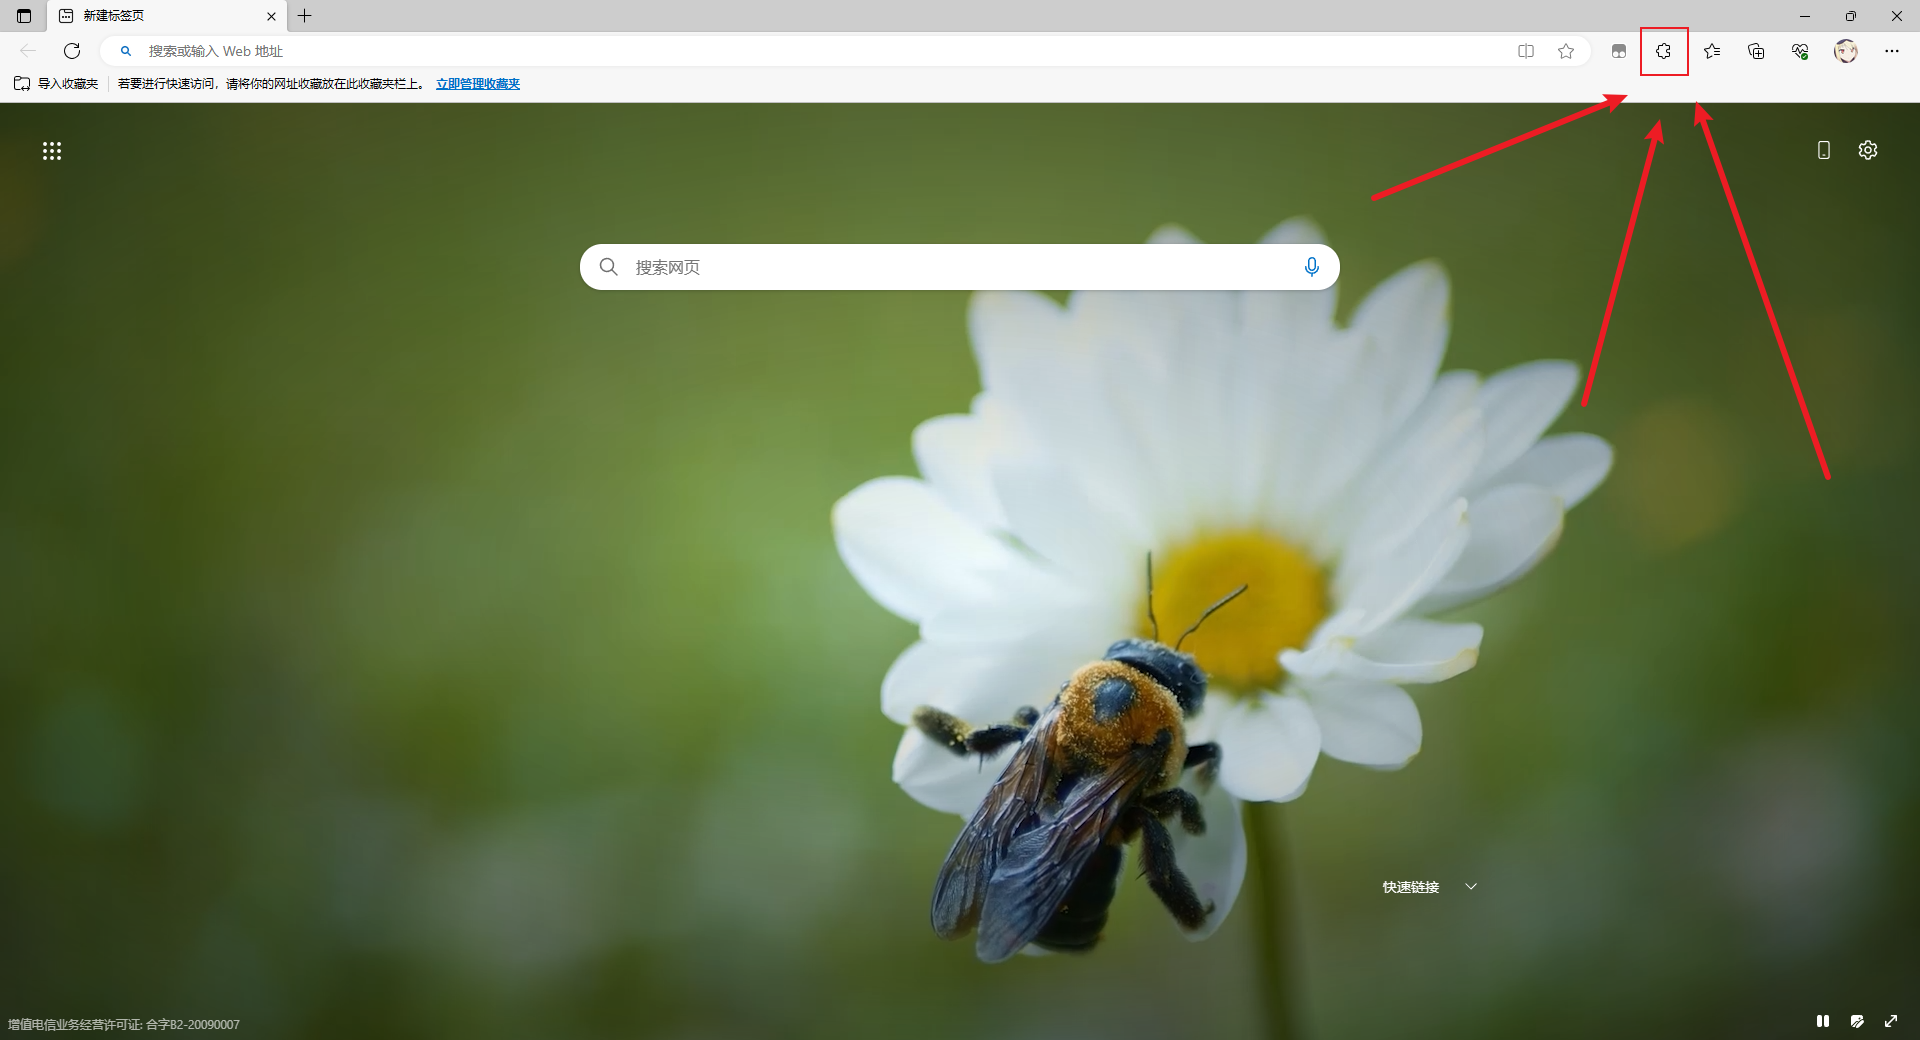 新建标签页
搜索或输入 Web 地址
导入收藏夹
若要进行快速访问，请将你的网址收藏放在此收藏夹栏上。 立即管理收藏夹
搜索网页
快速链接
增值电信业务经营许可证: 合字B2-20090007